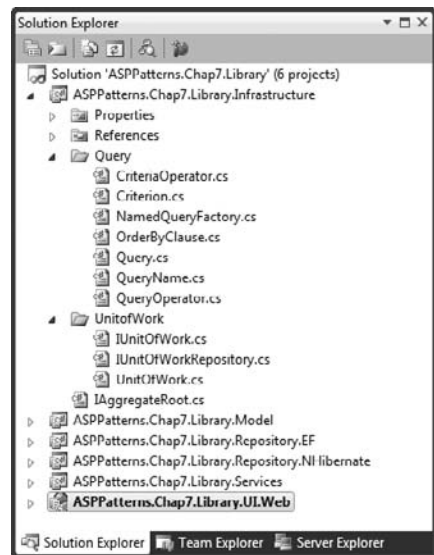 Solution Explorer
Solution 'ASPPatterns.Chap7.Library' (6 projects)
ASPPatterns.Chap7.Library.Infrastructure
Properties
References
Query
CriteriaOperator.cs
Criterion.cs
NamedQueryFactory.cs
OrderByClause.cs
Query.cs
QueryName.cs
QueryOperator.cs
UnitofWork
IUnitOfWork.cs
IUnitOfWorkRepository.cs
UnitOfWork.cs
IAggregateRoot.cs
ASPPatterns.Chap7.Library.Model
ASPPatterns.Chap7.Library.Repository.EF
ASPPatterns.Chap7.Library.Repository.NHibernate
ASPPatterns.Chap7.Library.Services
ASPPatterns.Chap7.Library.UI.Web
Solution Explorer Team Explorer Server Explorer